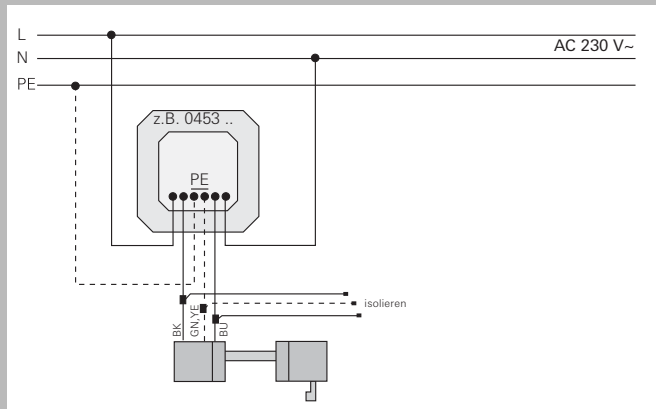 L
AC 230 V~
N
PE
z.B. 0453 ..
PE
isolieren
BK
GN,YE
BU